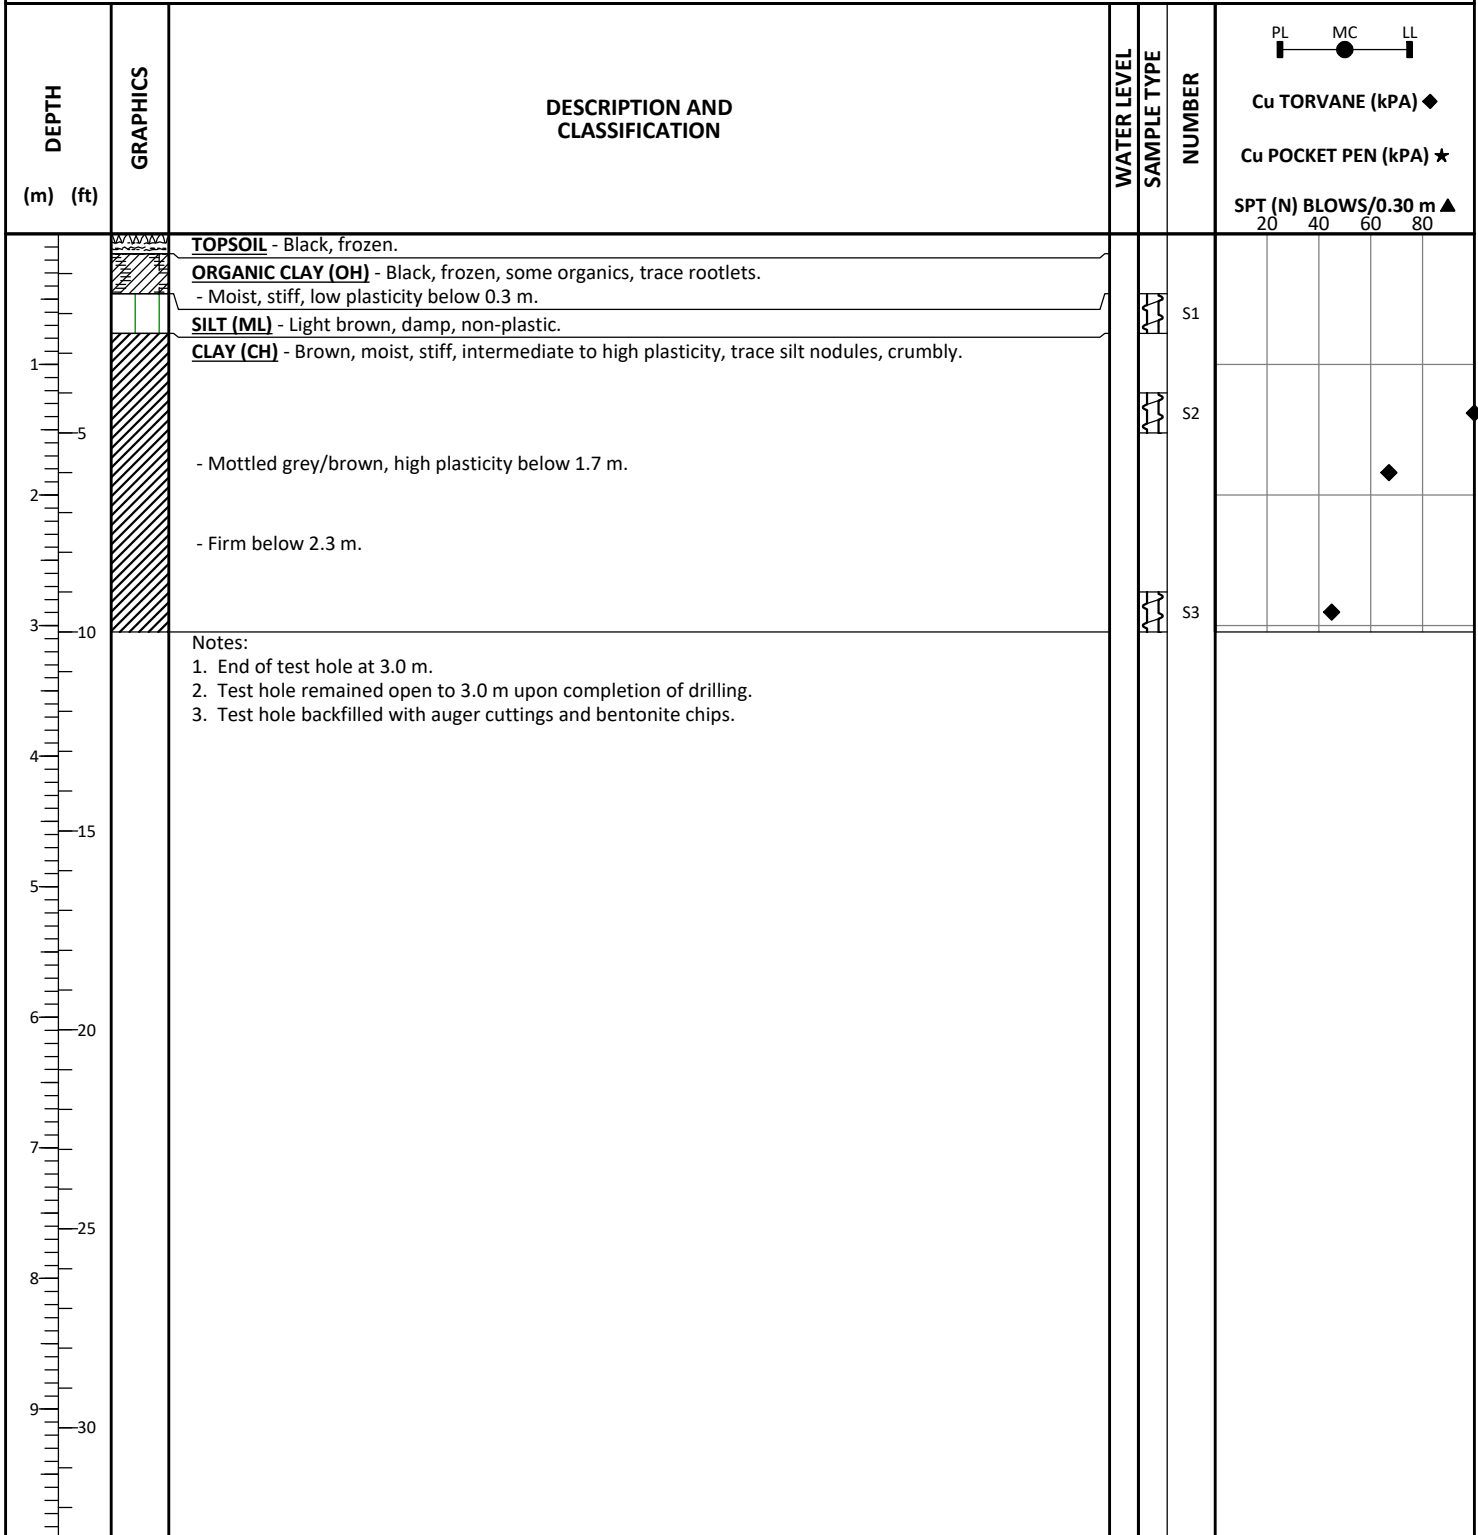 DEPTH
(m) (ft)
GRAPHICS
DESCRIPTION AND
CLASSIFICATION
WATER LEVEL
SAMPLE TYPE
NUMBER
PL MC LL
Cu TORVANE (kPA) ◆
Cu POCKET PEN (kPA) ★
SPT (N) BLOWS/0.30 m ▲
20 40 60 80
TOPSOIL - Black, frozen.
ORGANIC CLAY (OH) - Black, frozen, some organics, trace rootlets.
- Moist, stiff, low plasticity below 0.3 m.
S1
SILT (ML) - Light brown, damp, non-plastic.
CLAY (CH) - Brown, moist, stiff, intermediate to high plasticity, trace silt nodules, crumbly.
1
S2
5
- Mottled grey/brown, high plasticity below 1.7 m.
2
- Firm below 2.3 m.
S3
3
10
Notes:
1. End of test hole at 3.0 m.
2. Test hole remained open to 3.0 m upon completion of drilling.
3. Test hole backfilled with auger cuttings and bentonite chips.
4
15
5
6
20
7
25
8
9
30